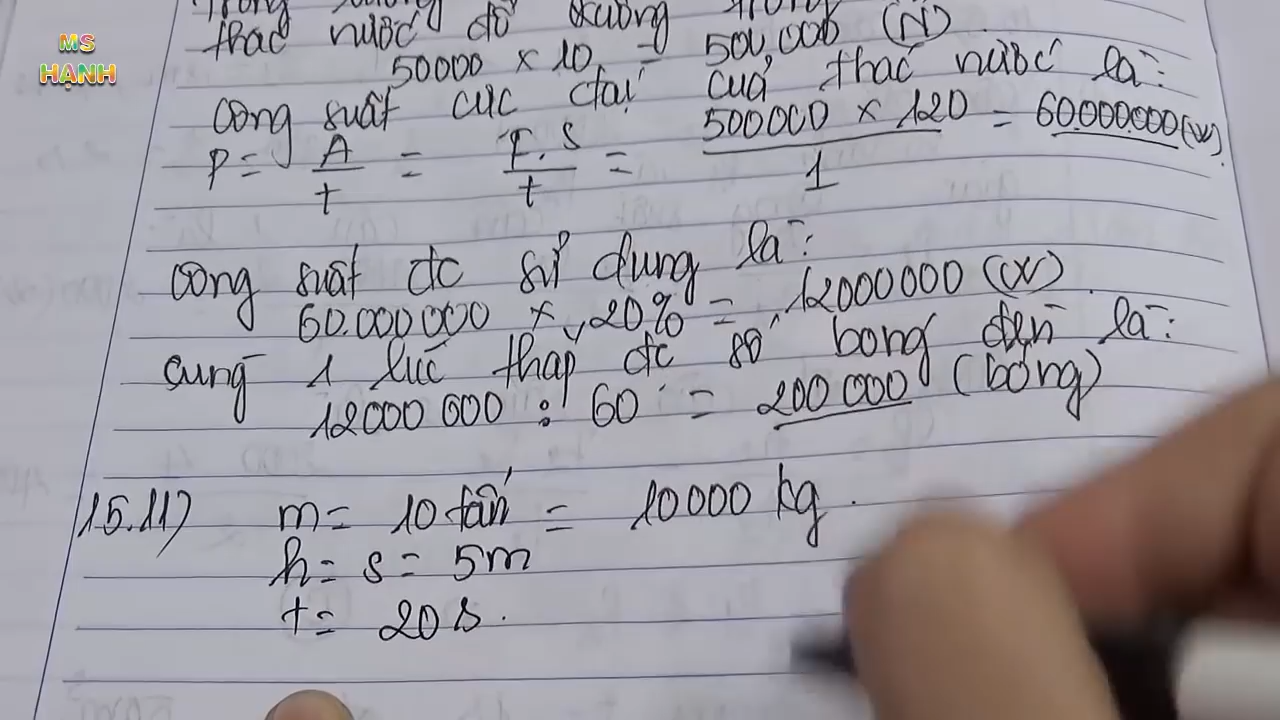 MS
HẠNH
thác nước đổ xuống
50000 x 10 = 500.000 (N)
công suất cực đại của thác nước là:
P = A/t = F.s/t = 500000 x 120/1 = 60.000.000 (W).
công suất đc sử dụng là:
60.000.000 x 20% = 12000000 (W)
cùng 1 lúc thắp đc số bóng đèn là:
12000 000 : 60 = 200 000 (bóng)
15.11) m = 10 tấn = 10000 kg.
h = s = 5m
t = 20s.